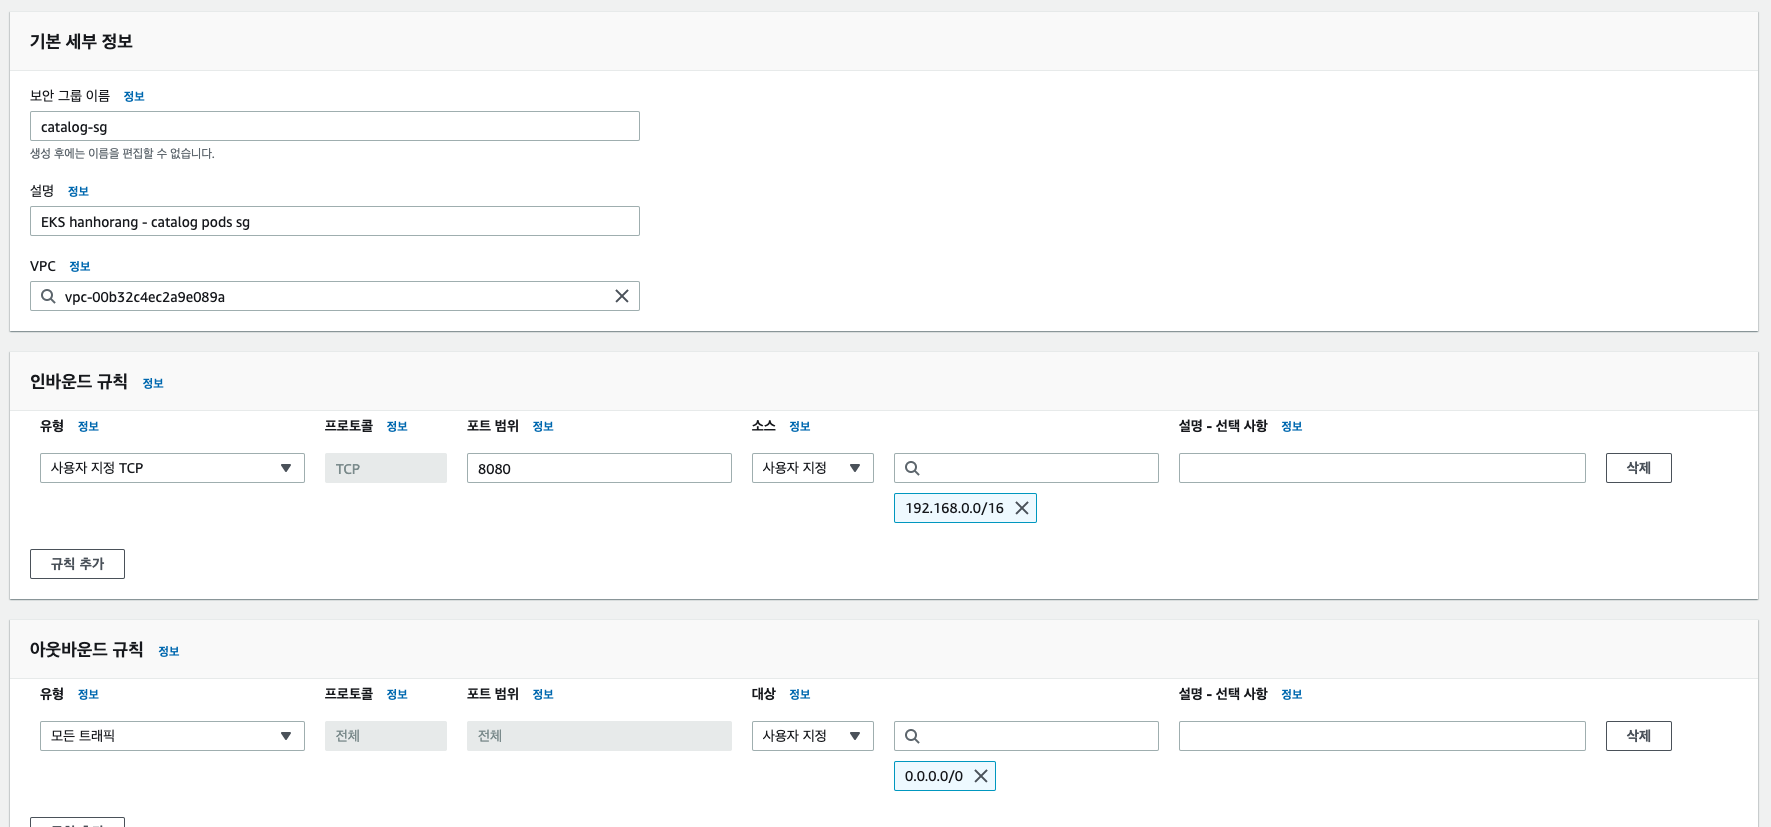 기본 세부 정보
보안 그룹 이름 정보
catalog-sg
생성 후에는 이름을 편집할 수 없습니다.
설명 정보
EKS hanhorang - catalog pods sg
VPC 정보
vpc-00b32c4ec2a9e089a
인바운드 규칙 정보
유형 정보 프로토콜 정보 포트 범위 정보 소스 정보 설명 - 선택 사항 정보
사용자 지정 TCP TCP 8080 사용자 지정 삭제
192.168.0.0/16
규칙 추가
아웃바운드 규칙 정보
유형 정보 프로토콜 정보 포트 범위 정보 대상 정보 설명 - 선택 사항 정보
모든 트래픽 전체 전체 사용자 지정 삭제
0.0.0.0/0